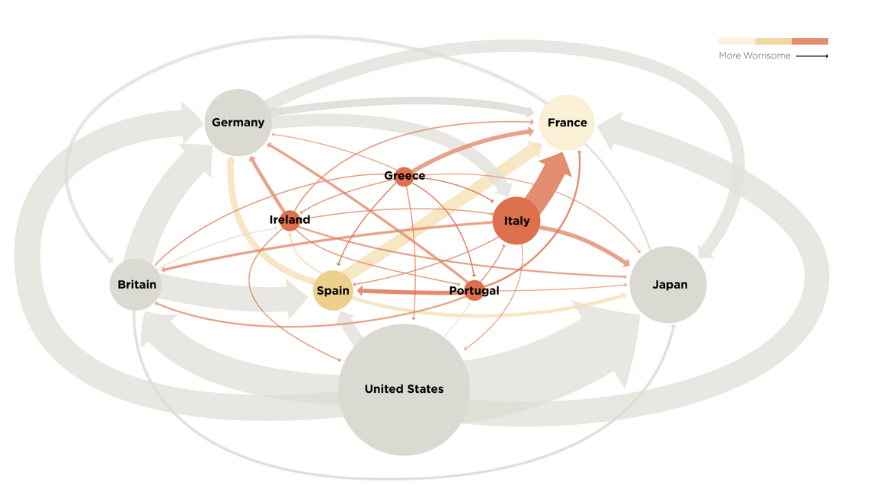 More Worrisome
Germany
France
Greece
Ireland
Italy
Britain
Spain
Portugal
Japan
United States